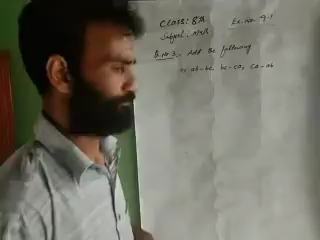 Class: 8th Ex. No. 9.1
Subject: Math
Q. No 3:- Add the following
ab-bc, bc-ca, ca-ab